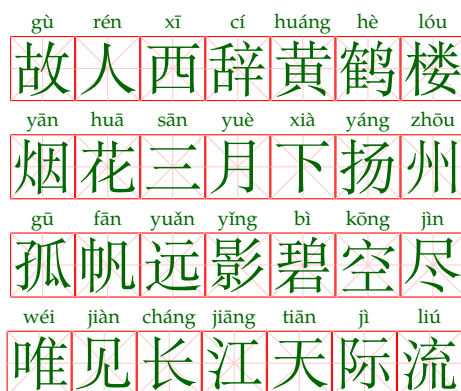 gù rén xī cí huáng hè lóu
故人西辞黄鹤楼
yān huā sān yuè xià yáng zhōu
烟花三月下扬州
gū fān yuǎn yǐng bì kōng jìn
孤帆远影碧空尽
wéi jiàn cháng jiāng tiān jì liú
唯见长江天际流